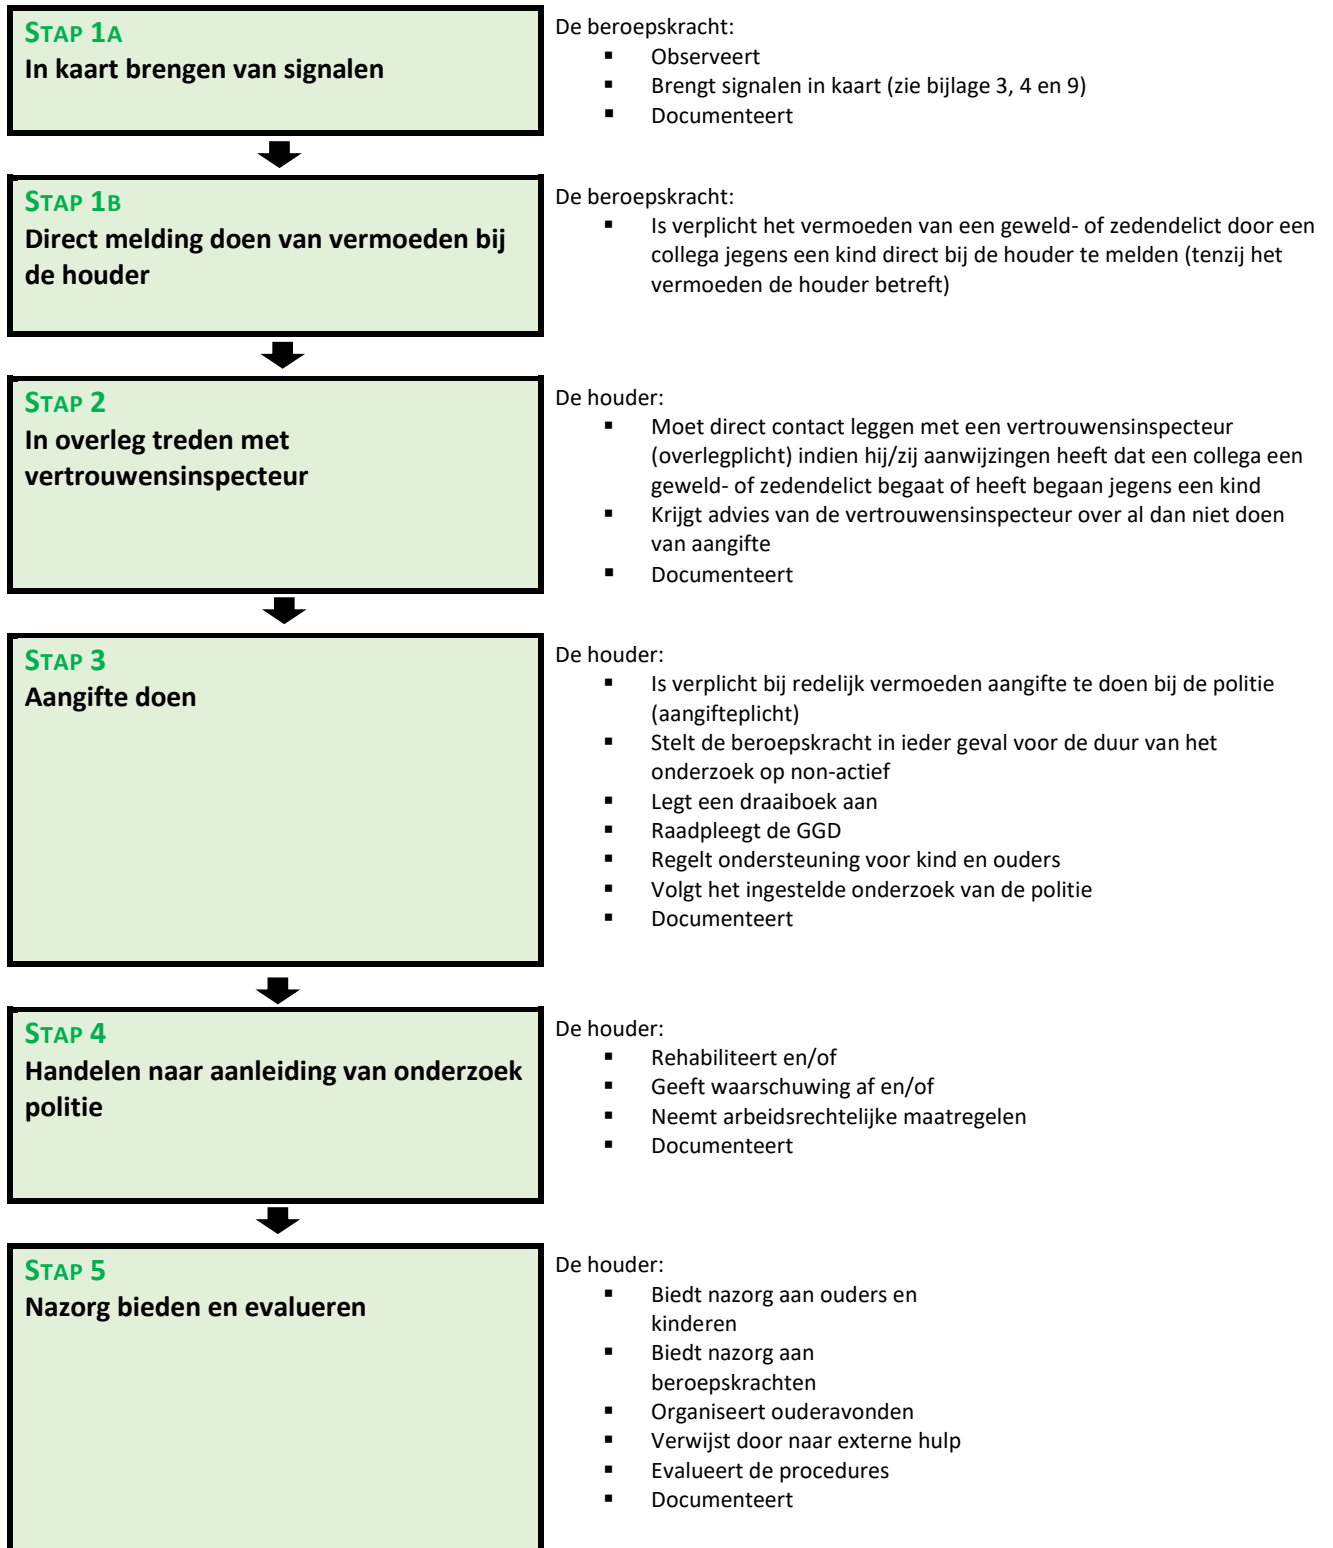 STAP 1A
In kaart brengen van signalen
De beroepskracht:
▪ Observeert
▪ Brengt signalen in kaart (zie bijlage 3, 4 en 9)
▪ Documenteert
STAP 1B
Direct melding doen van vermoeden bij
de houder
De beroepskracht:
▪ Is verplicht het vermoeden van een geweld- of zedendelict door een
collega jegens een kind direct bij de houder te melden (tenzij het
vermoeden de houder betreft)
STAP 2
In overleg treden met
vertrouwensinspecteur
De houder:
▪ Moet direct contact leggen met een vertrouwensinspecteur
(overlegplicht) indien hij/zij aanwijzingen heeft dat een collega een
geweld- of zedendelict begaat of heeft begaan jegens een kind
▪ Krijgt advies van de vertrouwensinspecteur over al dan niet doen
van aangifte
▪ Documenteert
STAP 3
Aangifte doen
De houder:
▪ Is verplicht bij redelijk vermoeden aangifte te doen bij de politie
(aangifteplicht)
▪ Stelt de beroepskracht in ieder geval voor de duur van het
onderzoek op non-actief
▪ Legt een draaiboek aan
▪ Raadpleegt de GGD
▪ Regelt ondersteuning voor kind en ouders
▪ Volgt het ingestelde onderzoek van de politie
▪ Documenteert
STAP 4
Handelen naar aanleiding van onderzoek
politie
De houder:
▪ Rehabiliteert en/of
▪ Geeft waarschuwing af en/of
▪ Neemt arbeidsrechtelijke maatregelen
▪ Documenteert
STAP 5
Nazorg bieden en evalueren
De houder:
▪ Biedt nazorg aan ouders en
kinderen
▪ Biedt nazorg aan
beroepskrachten
▪ Organiseert ouderavonden
▪ Verwijst door naar externe hulp
▪ Evalueert de procedures
▪ Documenteert